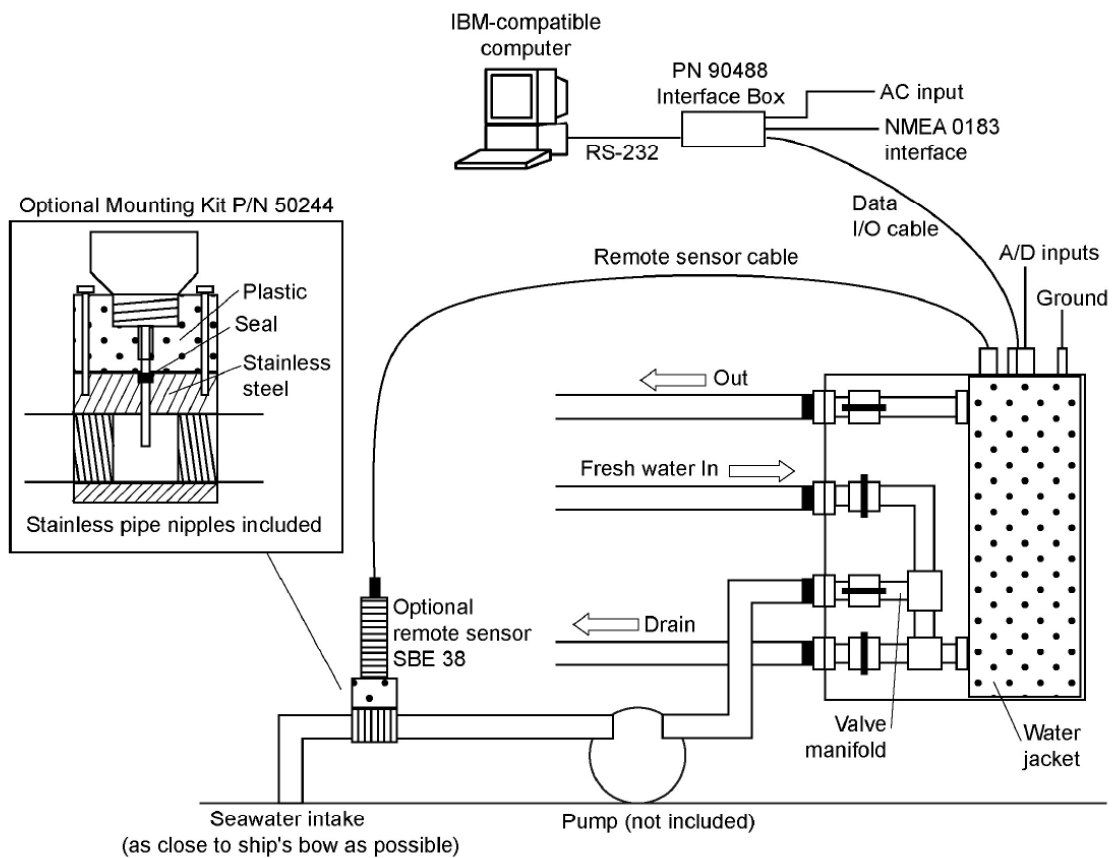 IBM-compatible
computer
PN 90488
Interface Box
AC input
NMEA 0183
interface
RS-232
Optional Mounting Kit P/N 50244
Data
I/O cable
Remote sensor cable
A/D inputs
Ground
Plastic
Seal
Stainless
steel
Out
Fresh water In
Stainless pipe nipples included
Optional
remote sensor
SBE 38
Drain
Valve
manifold
Water
jacket
Seawater intake
(as close to ship's bow as possible)
Pump (not included)